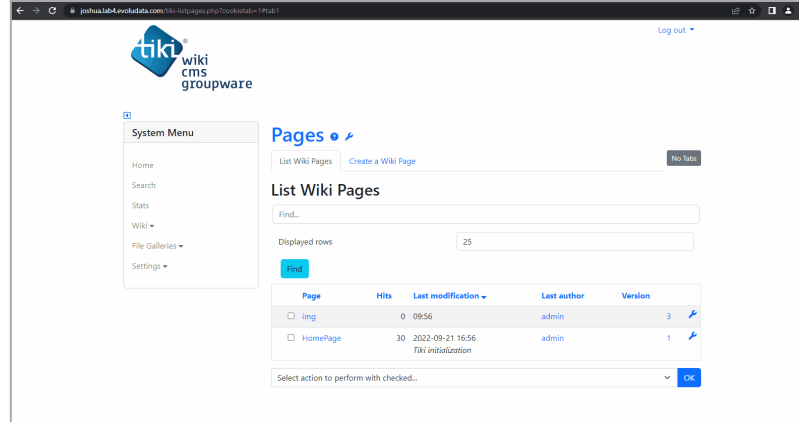 joshua.lab4.evoludata.com/tiki-listpages.php?cookietab=1#tab1
Log out
tiki®
wiki
cms
groupware
System Menu
Home
Search
Stats
Wiki
File Galleries
Settings
Pages
List Wiki Pages
Create a Wiki Page
No Tabs
List Wiki Pages
Find...
Displayed rows
25
Find
Page Hits Last modification Last author Version
img 0 09:56 admin 3
HomePage 30 2022-09-21 16:56 admin 1
Tiki initialization
Select action to perform with checked...
OK